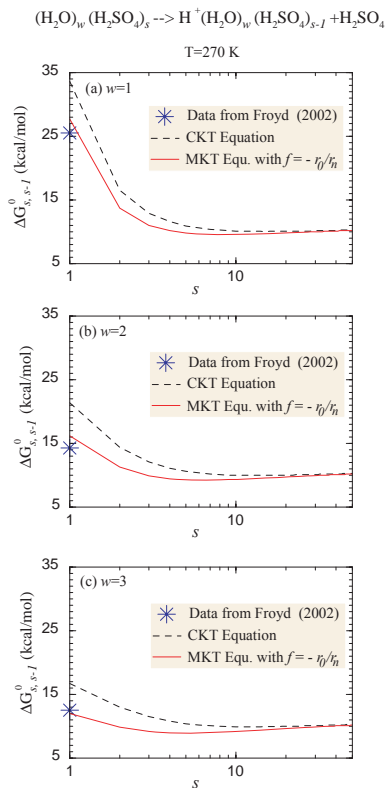 (H2O)w (H2SO4)s --> H+(H2O)w (H2SO4)s-1 +H2SO4
T=270 K
35
(a) w=1
Data from Froyd (2002)
25
CKT Equation
MKT Equ. with f = - r0/rn
15
5
ΔG0s, s-1 (kcal/mol)
1
10
s
35
(b) w=2
Data from Froyd (2002)
25
CKT Equation
MKT Equ. with f = - r0/rn
15
5
ΔG0s, s-1 (kcal/mol)
1
10
s
35
(c) w=3
Data from Froyd (2002)
25
CKT Equation
MKT Equ. with f = - r0/rn
15
5
ΔG0s, s-1 (kcal/mol)
1
10
s